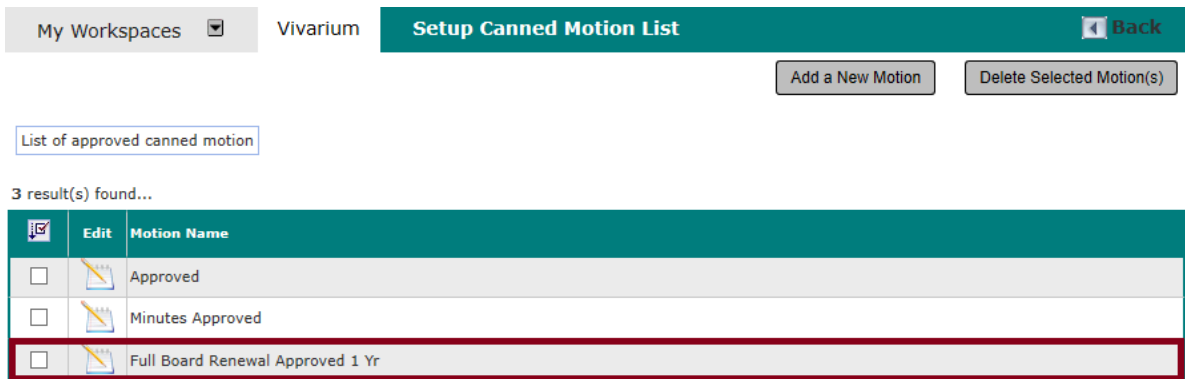 My Workspaces Vivarium Setup Canned Motion List Back
Add a New Motion Delete Selected Motion(s)
List of approved canned motion
3 result(s) found...
Edit Motion Name
Approved
Minutes Approved
Full Board Renewal Approved 1 Yr